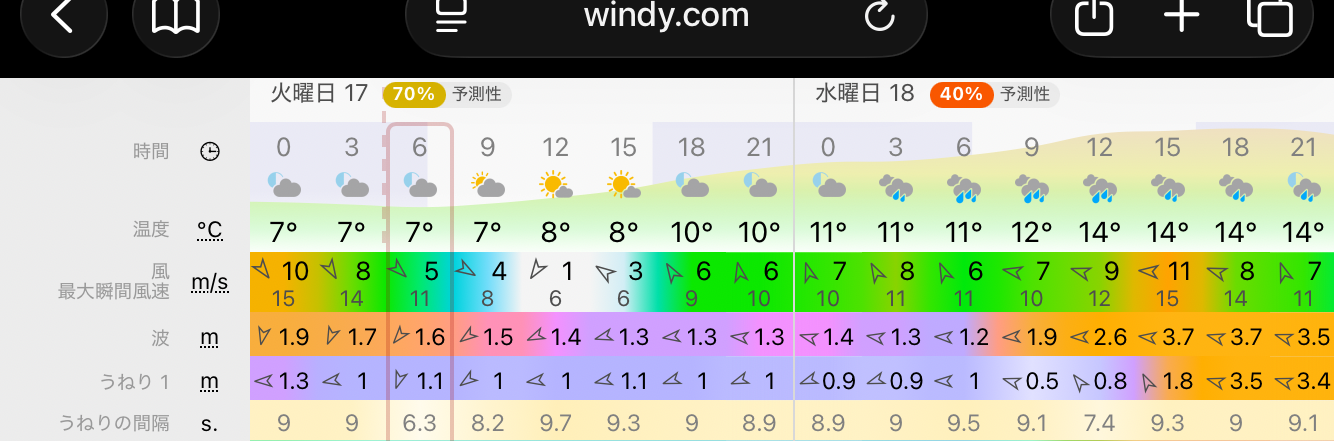 windy.com
火曜日 17 70% 予測性 水曜日 18 40% 予測性
時間 0 3 6 9 12 15 18 21 0 3 6 9 12 15 18 21
温度 °C 7° 7° 7° 7° 8° 8° 10° 10° 11° 11° 11° 12° 14° 14° 14° 14°
風 10 8 5 4 1 3 6 6 7 8 6 7 9 11 8 7
最大瞬間風速 m/s 15 14 11 8 6 6 9 10 10 11 11 10 12 15 14 11
波 m 1.9 1.7 1.6 1.5 1.4 1.3 1.3 1.3 1.4 1.3 1.2 1.9 2.6 3.7 3.7 3.5
うねり 1 m 1.3 1 1.1 1 1 1.1 1 1 0.9 0.9 1 0.5 0.8 1.8 3.5 3.4
うねりの間隔 s. 9 9 6.3 8.2 9.7 9.3 9 8.9 8.9 9 9.5 9.1 7.4 9.3 9 9.1